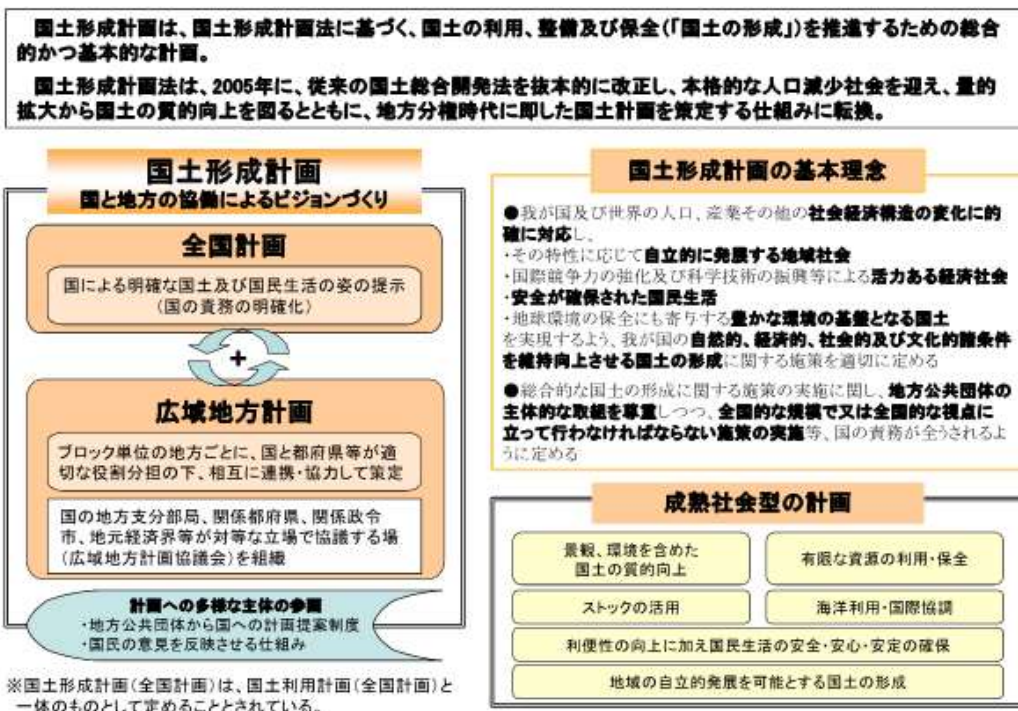 国土形成計画は、国土形成計画法に基づく、国土の利用、整備及び保全(「国土の形成」)を推進するための総合
的かつ基本的な計画。
国土形成計画法は、2005年に、従来の国土総合開発法を抜本的に改正し、本格的な人口減少社会を迎え、量的
拡大から国土の質的向上を図るとともに、地方分権時代に即した国土計画を策定する仕組みに転換。
国土形成計画
国と地方の協働によるビジョンづくり
全国計画
国による明確な国土及び国民生活の姿の提示
(国の責務の明確化)
+
広域地方計画
ブロック単位の地方ごとに、国と都府県等が適
切な役割分担の下、相互に連携・協力して策定
国の地方支分部局、関係都府県、関係政令
市、地元経済界等が対等な立場で協議する場
(広域地方計画協議会)を組織
計画への多様な主体の参画
・地方公共団体から国への計画提案制度
・国民の意見を反映させる仕組み
※国土形成計画(全国計画)は、国土利用計画(全国計画)と
一体のものとして定めることとされている。
国土形成計画の基本理念
●我が国及び世界の人口、産業その他の社会経済構造の変化に的
確に対応し、
・その特性に応じて自立的に発展する地域社会
・国際競争力の強化及び科学技術の振興等による活力ある経済社会
・安全が確保された国民生活
・地球環境の保全にも寄与する豊かな環境の基盤となる国土
を実現するよう、我が国の自然的、経済的、社会的及び文化的諸条件
を維持向上させる国土の形成に関する施策を適切に定める
●総合的な国土の形成に関する施策の実施に関し、地方公共団体の
主体的な取組を尊重しつつ、全国的な規模で又は全国的な視点に
立って行わなければならない施策の実施等、国の責務が全うされるよ
うに定める
成熟社会型の計画
景観、環境を含めた
国土の質的向上
有限な資源の利用・保全
ストックの活用
海洋利用・国際協調
利便性の向上に加え国民生活の安全・安心・安定の確保
地域の自立的発展を可能とする国土の形成